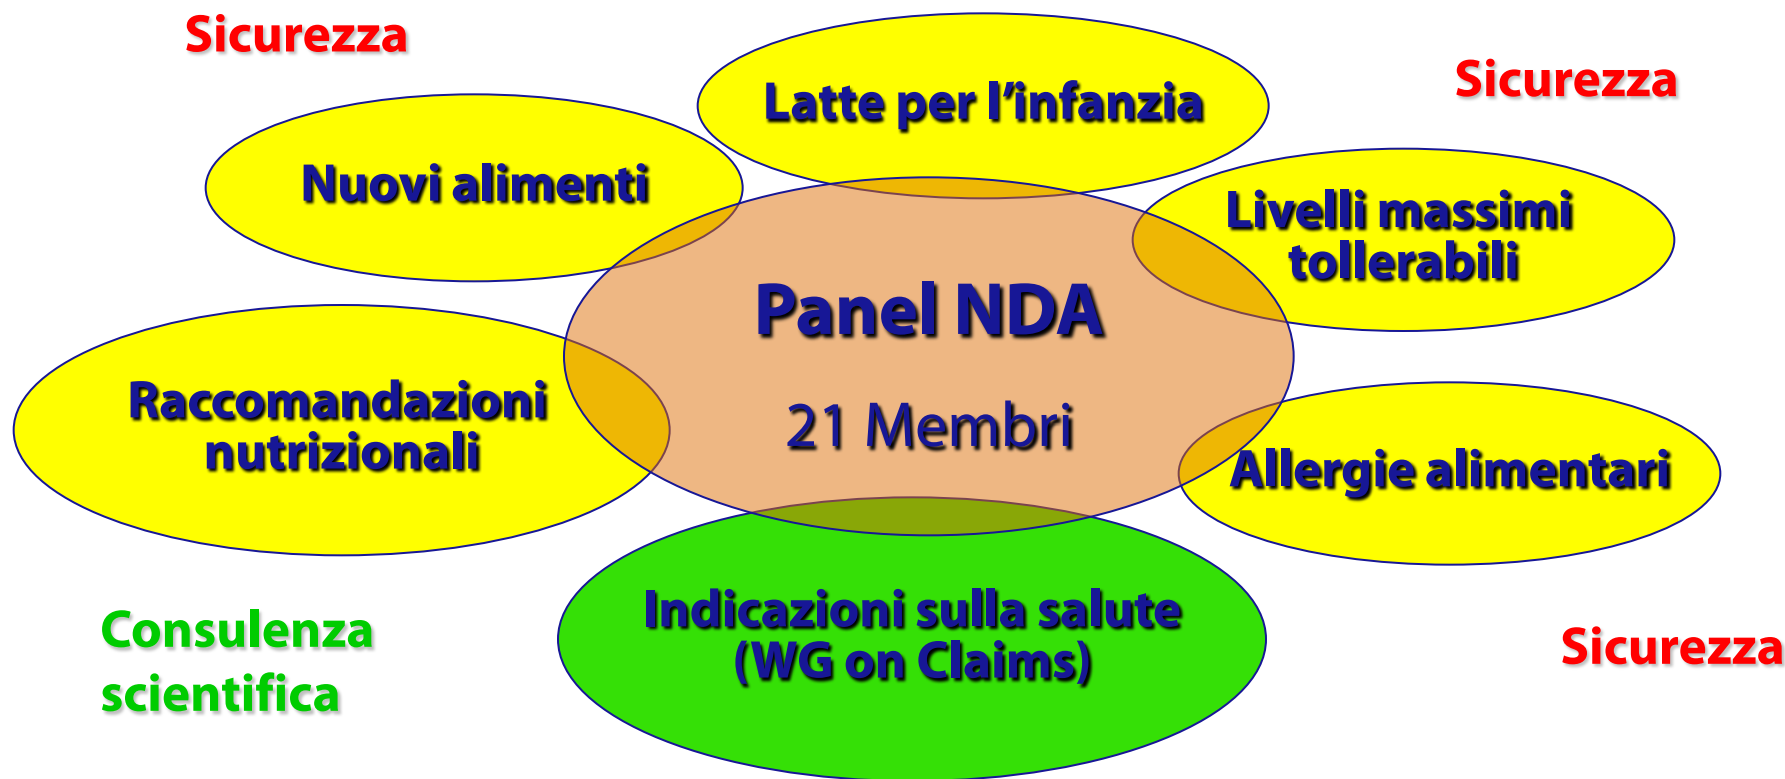 Sicurezza
Latte per l’infanzia
Sicurezza
Nuovi alimenti
Livelli massimi
tollerabili
Panel NDA
21 Membri
Raccomandazioni
nutrizionali
Allergie alimentari
Indicazioni sulla salute
(WG on Claims)
Consulenza
scientifica
Sicurezza